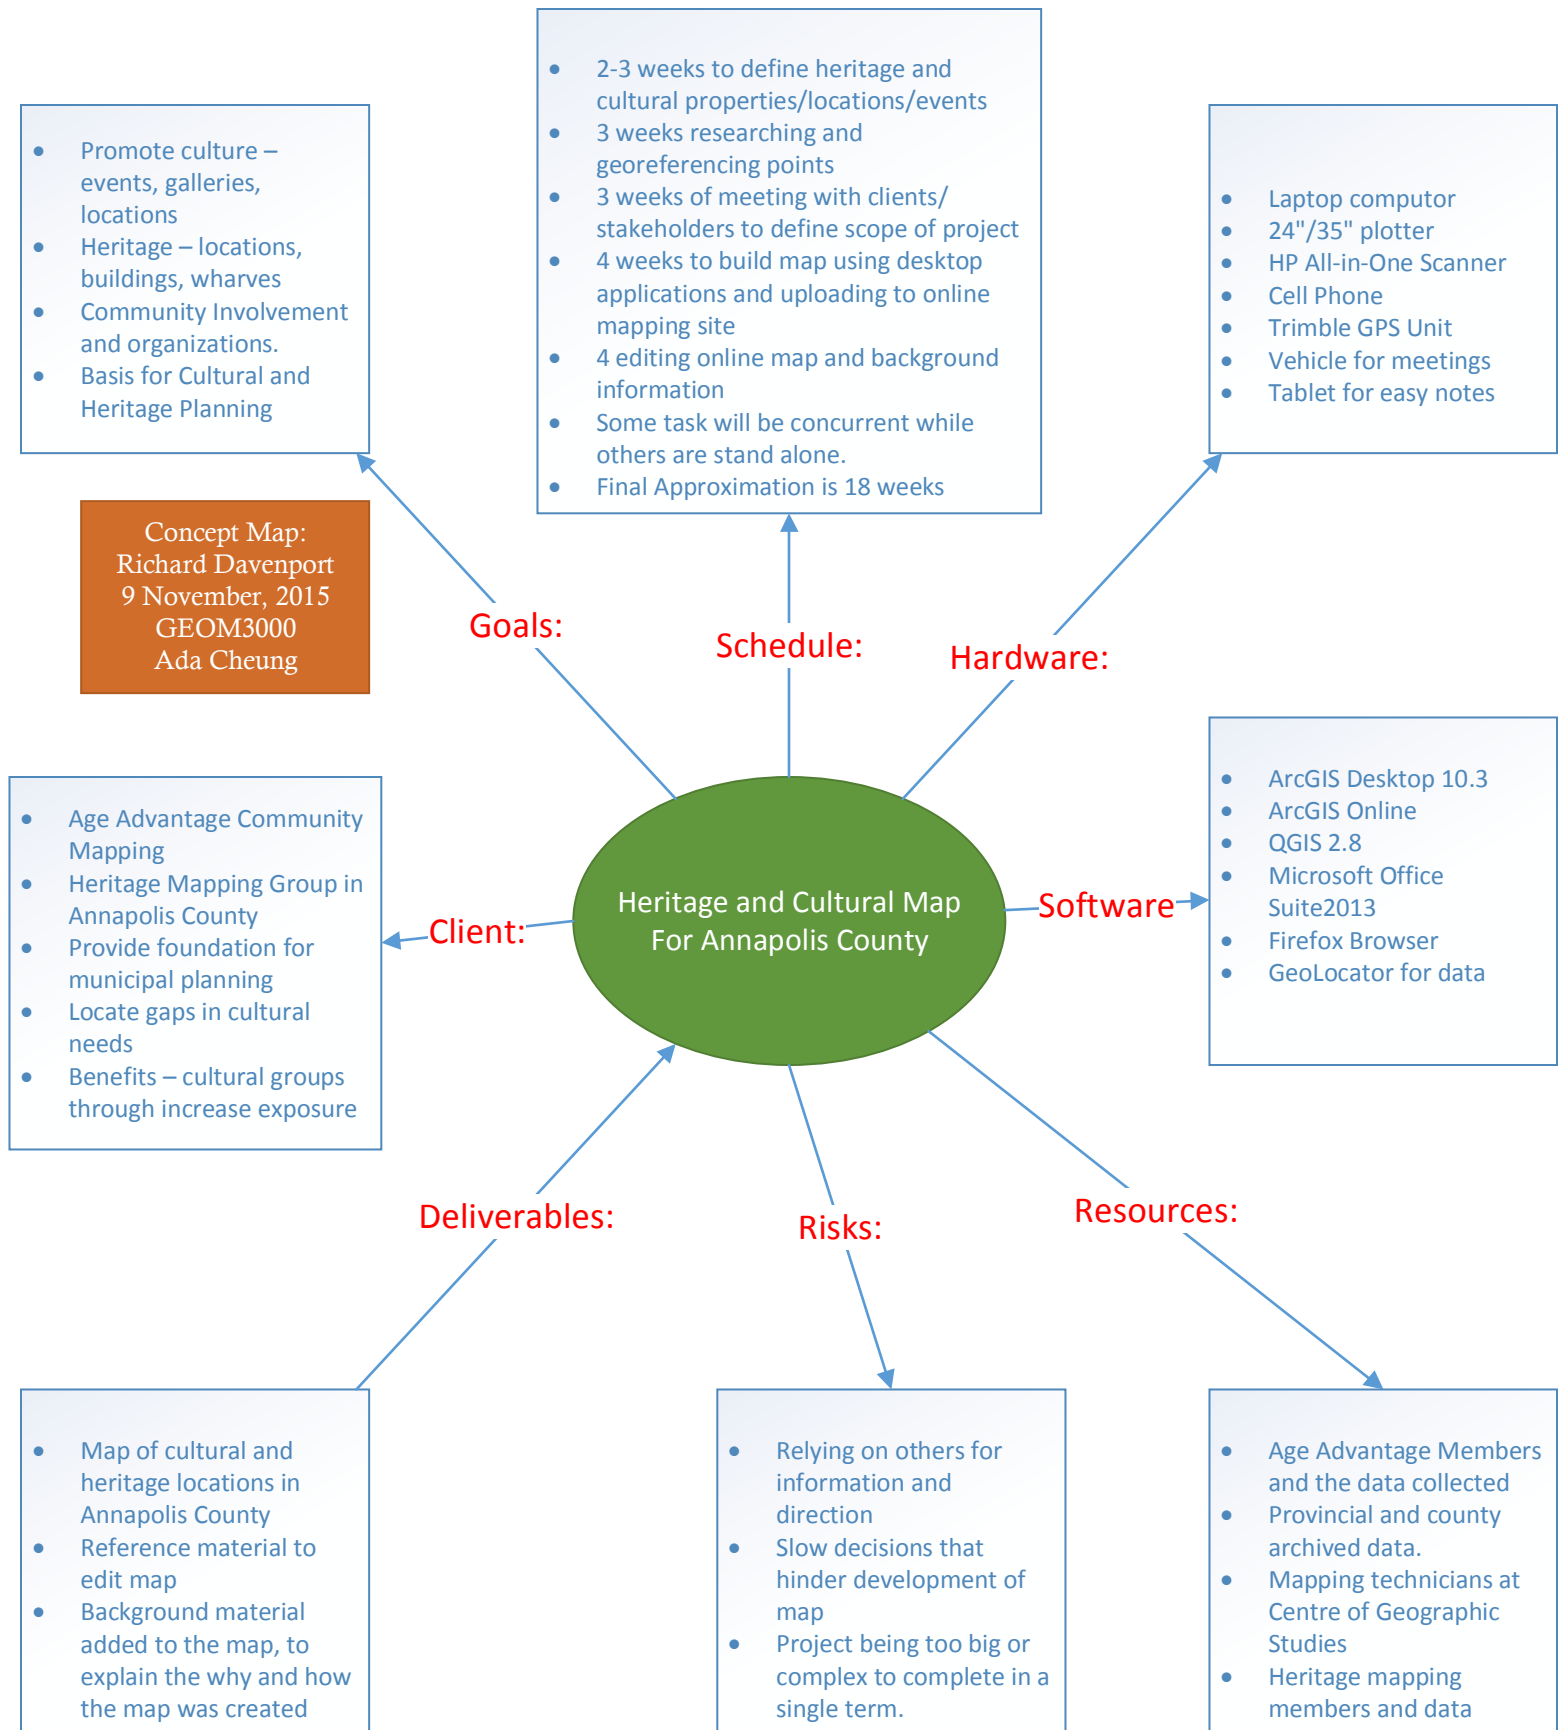 • 2-3 weeks to define heritage and
cultural properties/locations/events
• 3 weeks researching and
georeferencing points
• 3 weeks of meeting with clients/
stakeholders to define scope of project
• 4 weeks to build map using desktop
applications and uploading to online
mapping site
• 4 editing online map and background
information
• Some task will be concurrent while
others are stand alone.
• Final Approximation is 18 weeks
• Promote culture –
events, galleries,
locations
• Heritage – locations,
buildings, wharves
• Community Involvement
and organizations.
• Basis for Cultural and
Heritage Planning
• Laptop computor
• 24"/35" plotter
• HP All-in-One Scanner
• Cell Phone
• Trimble GPS Unit
• Vehicle for meetings
• Tablet for easy notes
Concept Map:
Richard Davenport
9 November, 2015
GEOM3000
Ada Cheung
Goals:
Schedule:
Hardware:
• Age Advantage Community
Mapping
• Heritage Mapping Group in
Annapolis County
• Provide foundation for
municipal planning
• Locate gaps in cultural
needs
• Benefits – cultural groups
through increase exposure
Client:
Heritage and Cultural Map
For Annapolis County
Software
• ArcGIS Desktop 10.3
• ArcGIS Online
• QGIS 2.8
• Microsoft Office
Suite2013
• Firefox Browser
• GeoLocator for data
Deliverables:
Risks:
Resources:
• Map of cultural and
heritage locations in
Annapolis County
• Reference material to
edit map
• Background material
added to the map, to
explain the why and how
the map was created
• Relying on others for
information and
direction
• Slow decisions that
hinder development of
map
• Project being too big or
complex to complete in a
single term.
• Age Advantage Members
and the data collected
• Provincial and county
archived data.
• Mapping technicians at
Centre of Geographic
Studies
• Heritage mapping
members and data